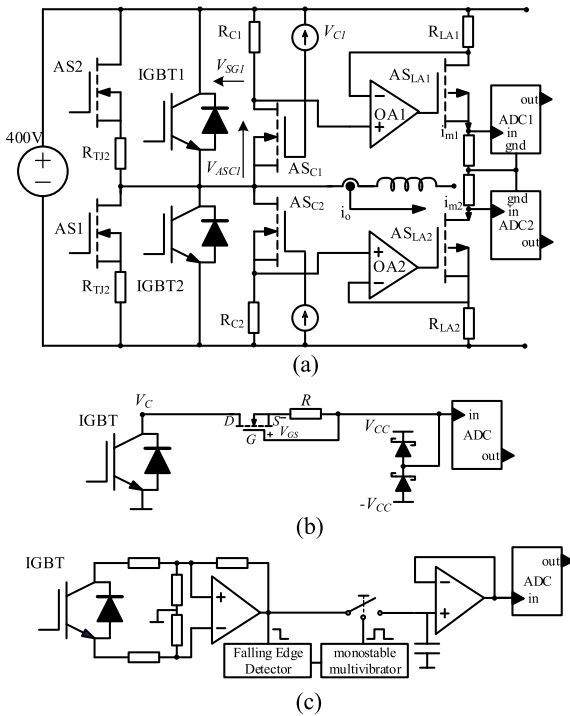 R_C1
V_C1
R_LA1
AS2
IGBT1
V_SG1
AS_LA1
out
ADC1
in
gnd
400V
R_TJ2
V_ASC1
AS_C1
OA1
i_m1
AS_C2
i_o
i_m2
gnd
in
ADC2
out
AS1
R_TJ2
IGBT2
AS_LA2
OA2
R_C2
R_LA2
(a)
IGBT
V_C
D
S
G
V_GS
R
V_CC
-V_CC
in
ADC
out
(b)
IGBT
out
ADC
in
Falling Edge
Detector
monostable
multivibrator
(c)